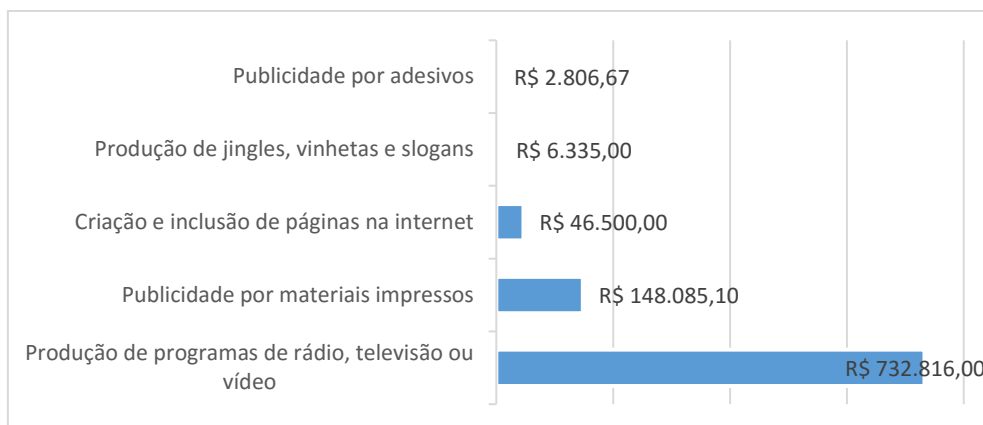 Publicidade por adesivos
R$ 2.806,67
Produção de jingles, vinhetas e slogans
R$ 6.335,00
Criação e inclusão de páginas na internet
R$ 46.500,00
Publicidade por materiais impressos
R$ 148.085,10
Produção de programas de rádio, televisão ou
vídeo
R$ 732.816,00